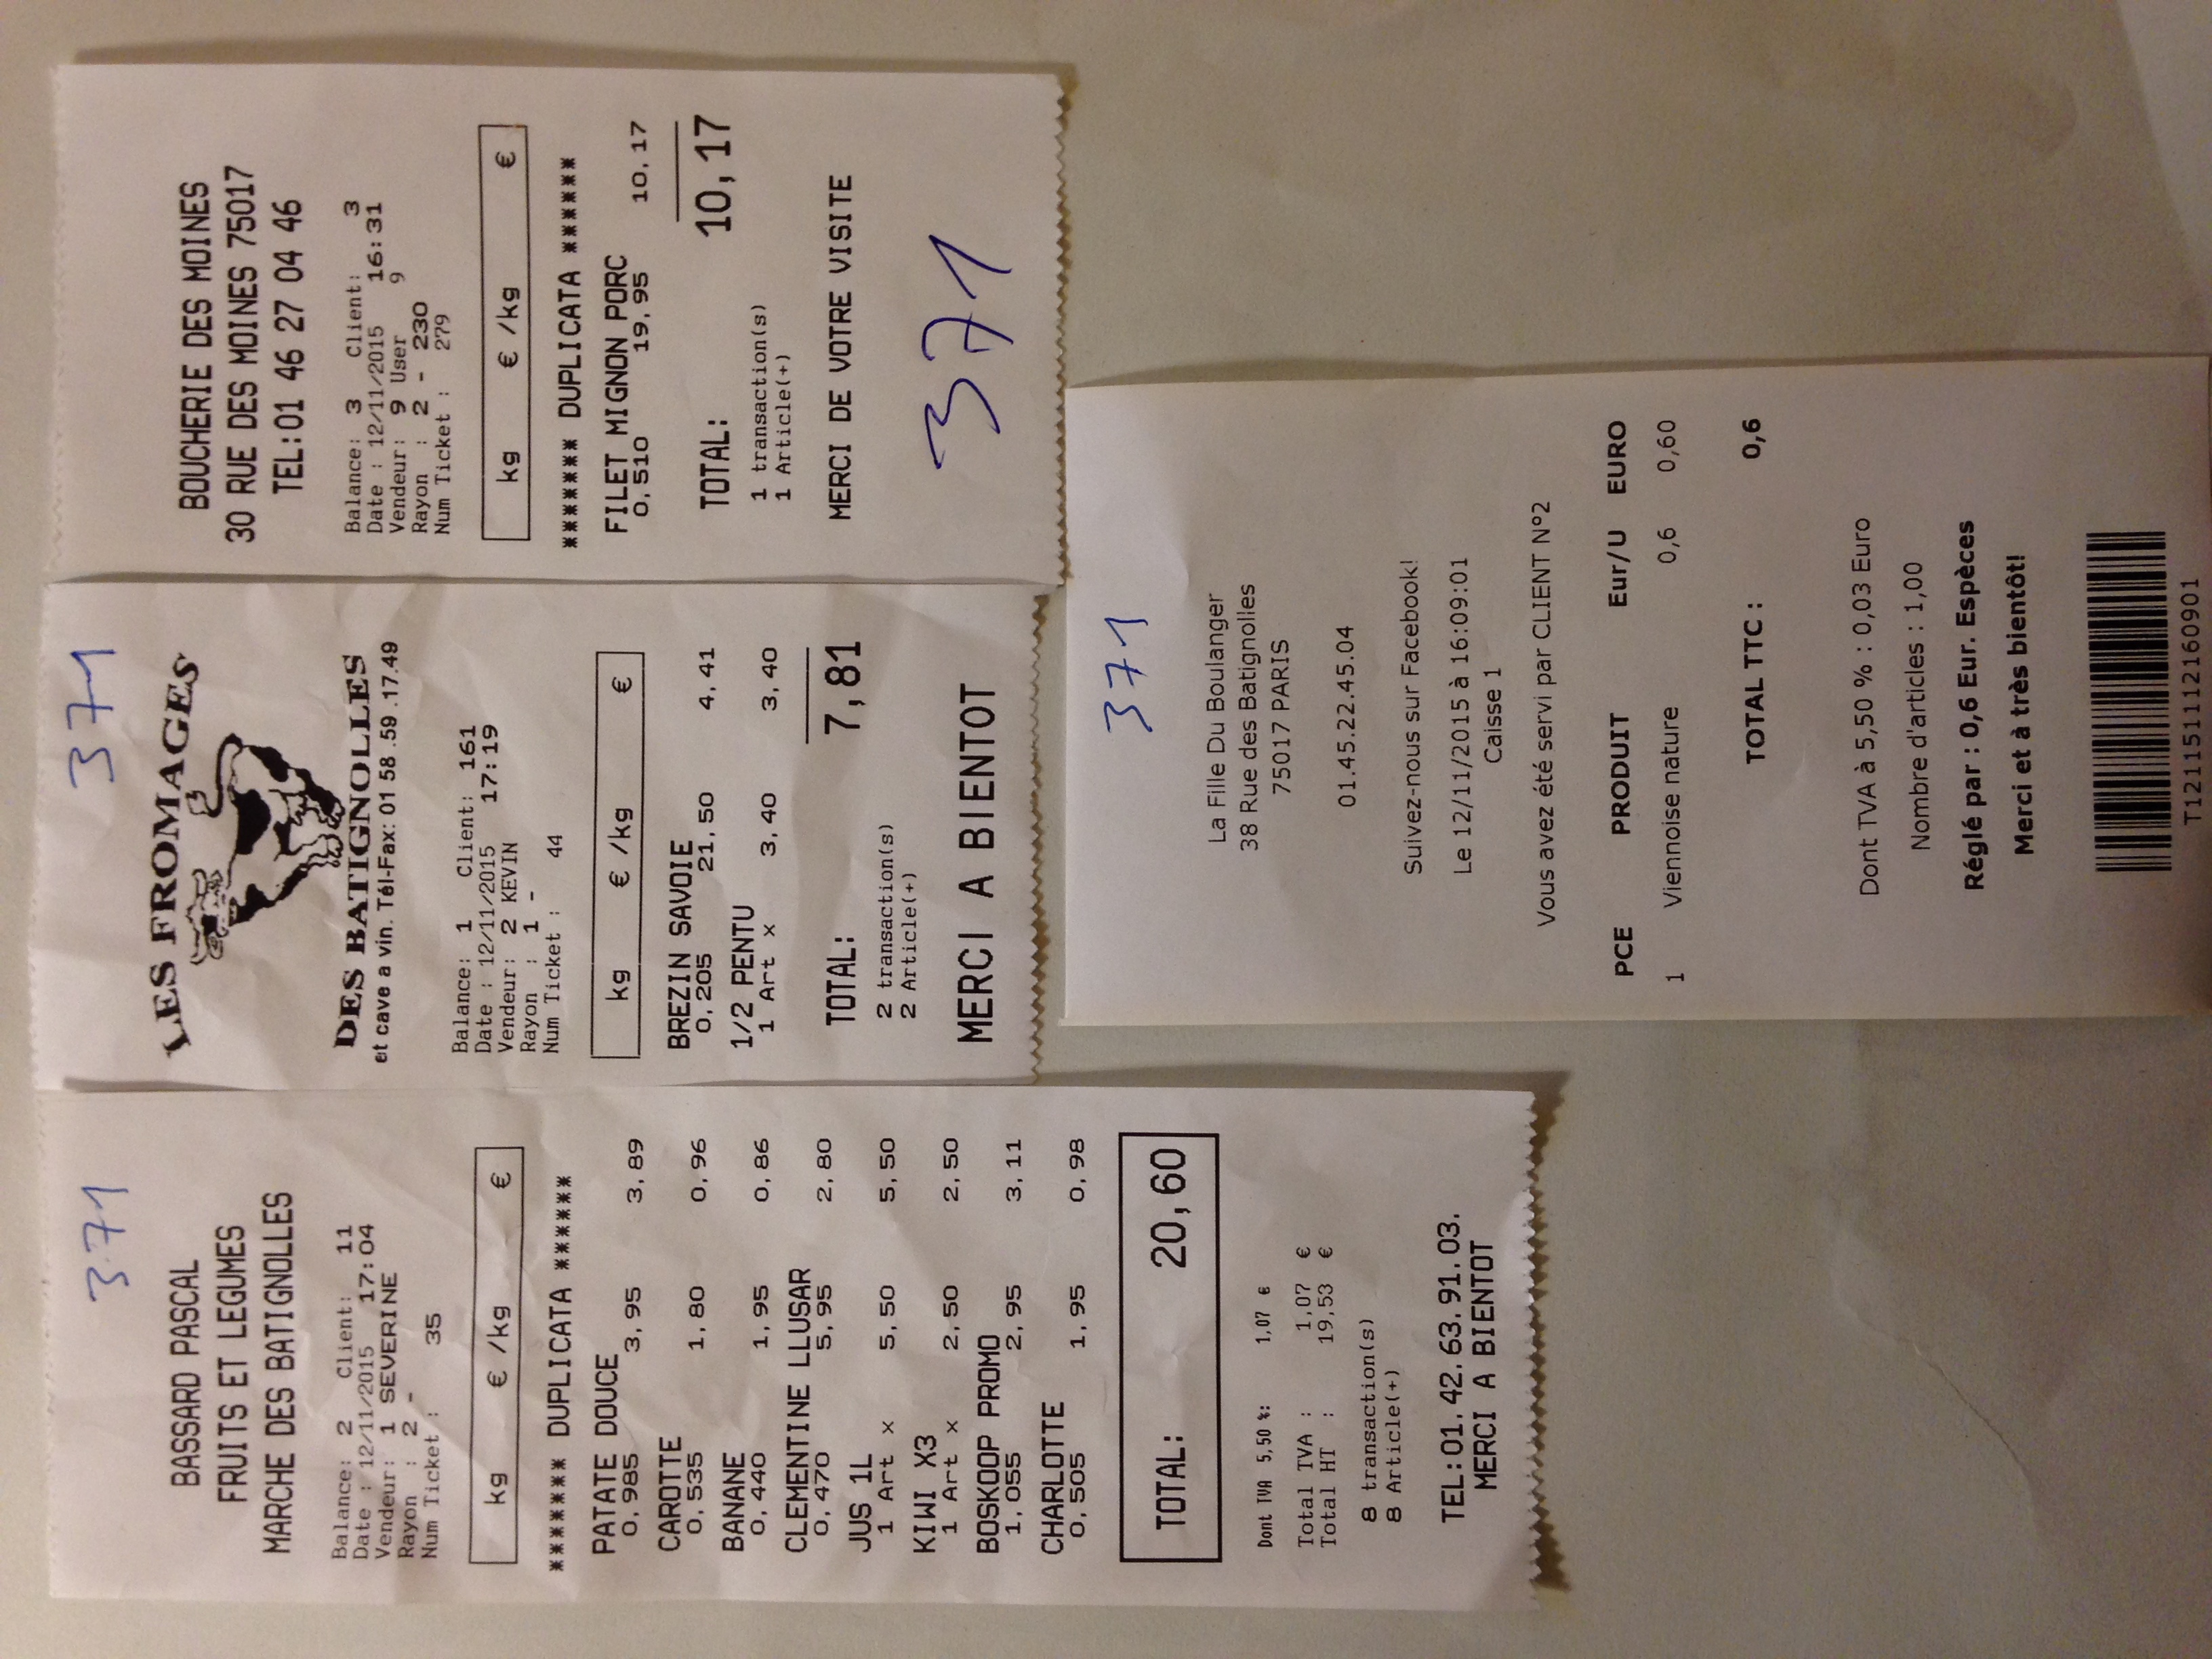 371
BASSARD PASCAL
FRUITS ET LEGUMES
MARCHE DES BATIGNOLLES
Balance: 2 Client: 11
Date : 12/11/2015 17:04
Vendeur: 1 SEVERINE
Rayon : 2 -
Num Ticket : 35
kg € /kg €
******* DUPLICATA ******
PATATE DOUCE
0,985 3,95 3,89
CAROTTE
0,535 1,80 0,96
BANANE
0,440 1,95 0,86
CLEMENTINE LLUSAR
0,470 5,95 2,80
JUS 1L
1 Art x 5,50 5,50
KIWI X3
1 Art x 2,50 2,50
BOSKOOP PROMO
1,055 2,95 3,11
CHARLOTTE
0,505 1,95 0,98
TOTAL: 20,60
Dont TVA 5,50 %: 1,07 €
Total TVA : 1,07 €
Total HT : 19,53 €
8 transaction(s)
8 Article(+)
TEL:01.42.63.91.03.
MERCI A BIENTOT
371
LES FROMAGES
DES BATIGNOLLES
et cave a vin. Tél-Fax: 01 58 .59 .17.49
Balance: 1 Client: 161
Date : 12/11/2015 17:19
Vendeur: 2 KEVIN
Rayon : 1 -
Num Ticket : 44
kg € /kg €
BREZIN SAVOIE
0,205 21,50 4,41
1/2 PENTU
1 Art x 3,40 3,40
TOTAL: 7,81
2 transaction(s)
2 Article(+)
MERCI A BIENTOT
BOUCHERIE DES MOINES
30 RUE DES MOINES 75017
TEL:01 46 27 04 46
Balance: 3 Client: 3
Date : 12/11/2015 16:31
Vendeur: 9 User 9
Rayon : 2 - 230
Num Ticket : 279
kg € /kg €
******* DUPLICATA ******
FILET MIGNON PORC
0,510 19,95 10,17
TOTAL: 10,17
1 transaction(s)
1 Article(+)
MERCI DE VOTRE VISITE
371
371
La Fille Du Boulanger
38 Rue des Batignolles
75017 PARIS
01.45.22.45.04
Suivez-nous sur Facebook!
Le 12/11/2015 à 16:09:01
Caisse 1
Vous avez été servi par CLIENT N°2
PCE PRODUIT Eur/U EURO
1 Viennoise nature 0,6 0,60
TOTAL TTC : 0,6
Dont TVA à 5,50 % : 0,03 Euro
Nombre d'articles : 1,00
Réglé par : 0,6 Eur. Espèces
Merci et à très bientôt!
T121151112160901